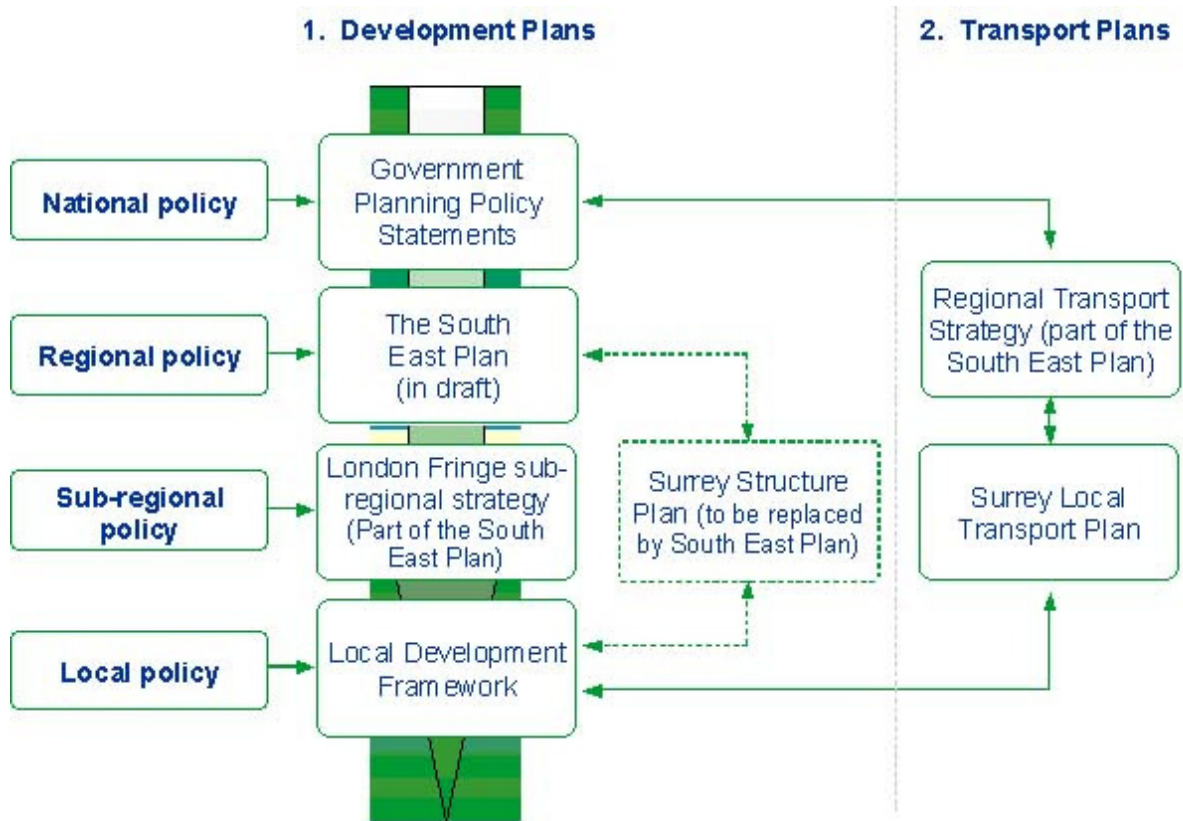 1. Development Plans
2. Transport Plans
National policy
Government
Planning Policy
Statements
Regional policy
The South
East Plan
(in draft)
Regional Transport
Strategy (part of the
South East Plan)
Sub-regional
policy
London Fringe sub-
regional strategy
(Part of the South
East Plan)
Surrey Structure
Plan (to be replaced
by South East Plan)
Surrey Local
Transport Plan
Local policy
Local Development
Framework